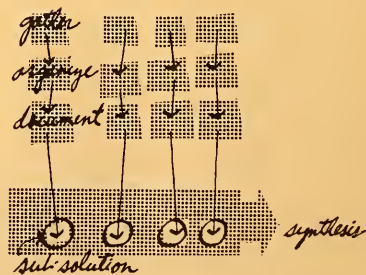 gather
organize
document
synthesis
sub-solution